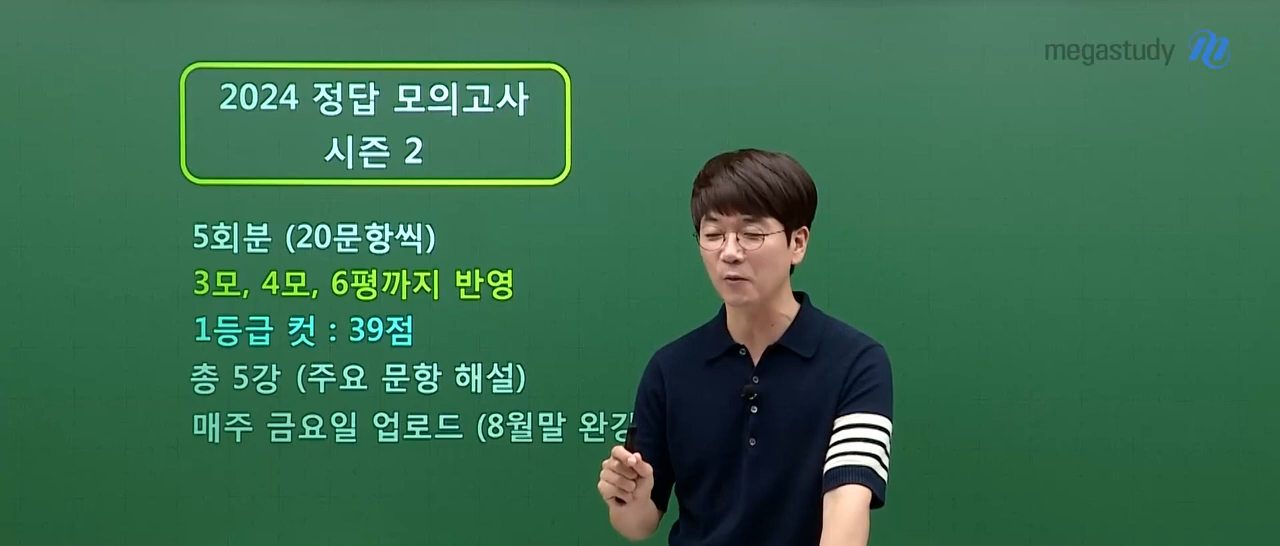 megastudy
2024 정답 모의고사
시즌 2
5회분 (20문항씩)
3모, 4모, 6평까지 반영
1등급 컷 : 39점
총 5강 (주요 문항 해설)
매주 금요일 업로드 (8월말 완강